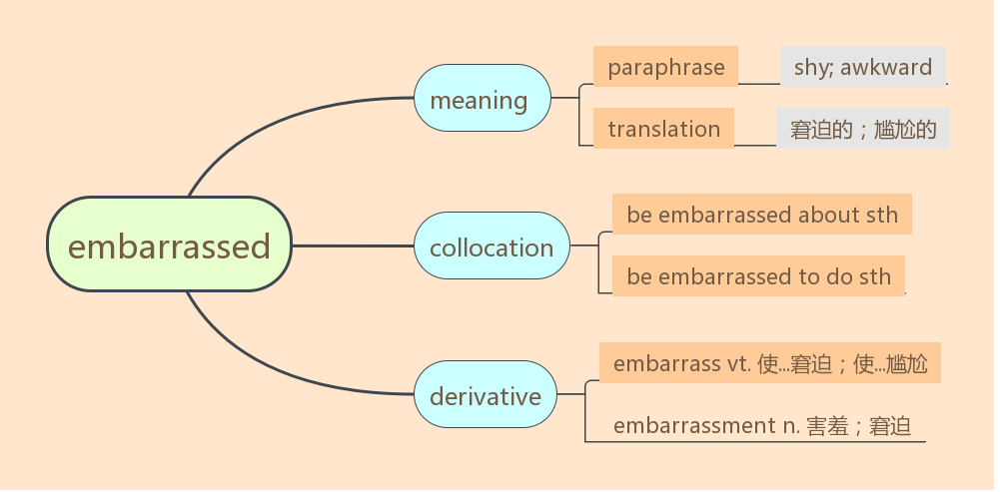 embarrassed
meaning
paraphrase
shy; awkward
translation
窘迫的；尴尬的
collocation
be embarrassed about sth
be embarrassed to do sth
derivative
embarrass vt. 使...窘迫；使...尴尬
embarrassment n. 害羞；窘迫